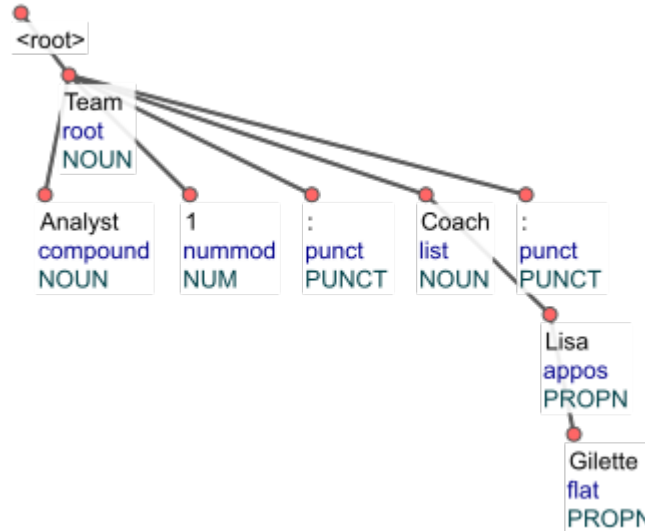 <root>
Team
root
NOUN
Analyst 1 : Coach :
compound nummod punct list punct
NOUN NUM PUNCT NOUN PUNCT
Lisa
appos
PROPN
Gilette
flat
PROPN